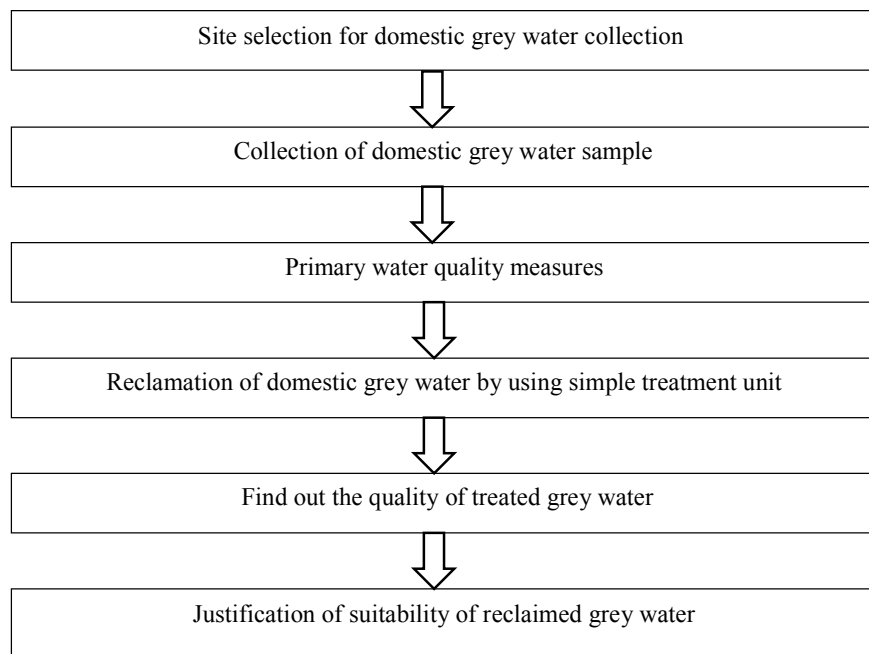 Site selection for domestic grey water collection
Collection of domestic grey water sample
Primary water quality measures
Reclamation of domestic grey water by using simple treatment unit
Find out the quality of treated grey water
Justification of suitability of reclaimed grey water